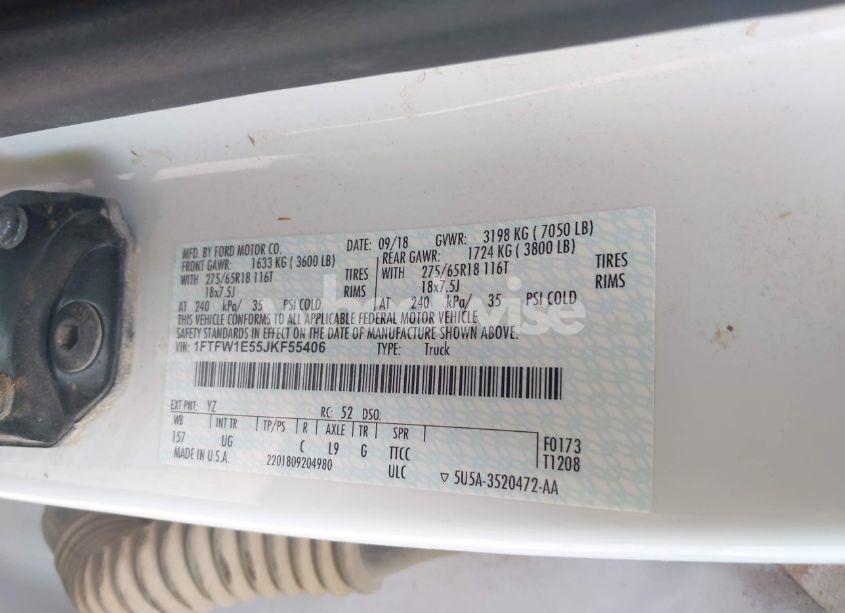 MFD. BY FORD MOTOR CO. DATE: 09/18 GVWR: 3198 KG ( 7050 LB)
FRONT GAWR: 1633 KG ( 3600 LB) REAR GAWR: 1724 KG ( 3800 LB)
WITH 275/65R18 116T TIRES WITH 275/65R18 116T TIRES
18x7.5J RIMS 18x7.5J RIMS
AT 240 kPa/ 35 PSI COLD AT 240 kPa/ 35 PSI COLD
THIS VEHICLE CONFORMS TO ALL APPLICABLE FEDERAL MOTOR VEHICLE
SAFETY STANDARDS IN EFFECT ON THE DATE OF MANUFACTURE SHOWN ABOVE.
VIN: 1FTFW1E55JKF55406 TYPE: Truck
EXT PNT: YZ RC: 52 DSO:
WB INT TR TP/PS R AXLE TR SPR
157 UG C L9 G TTCC F0173
MADE IN U.S.A. 2201809204980 ULC T1208
5U5A-3520472-AA